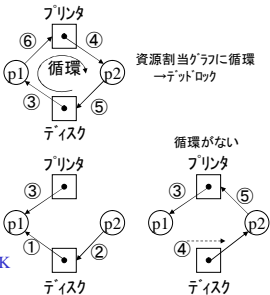 プリンタ
⑥
④
p1
循環
p2
資源割当グラフに循環
→デッドロック
③
⑤
ディスク
循環がない
プリンタ
プリンタ
③
③
⑤
p1
p2
p1
p2
①
②
④
K
ディスク
ディスク